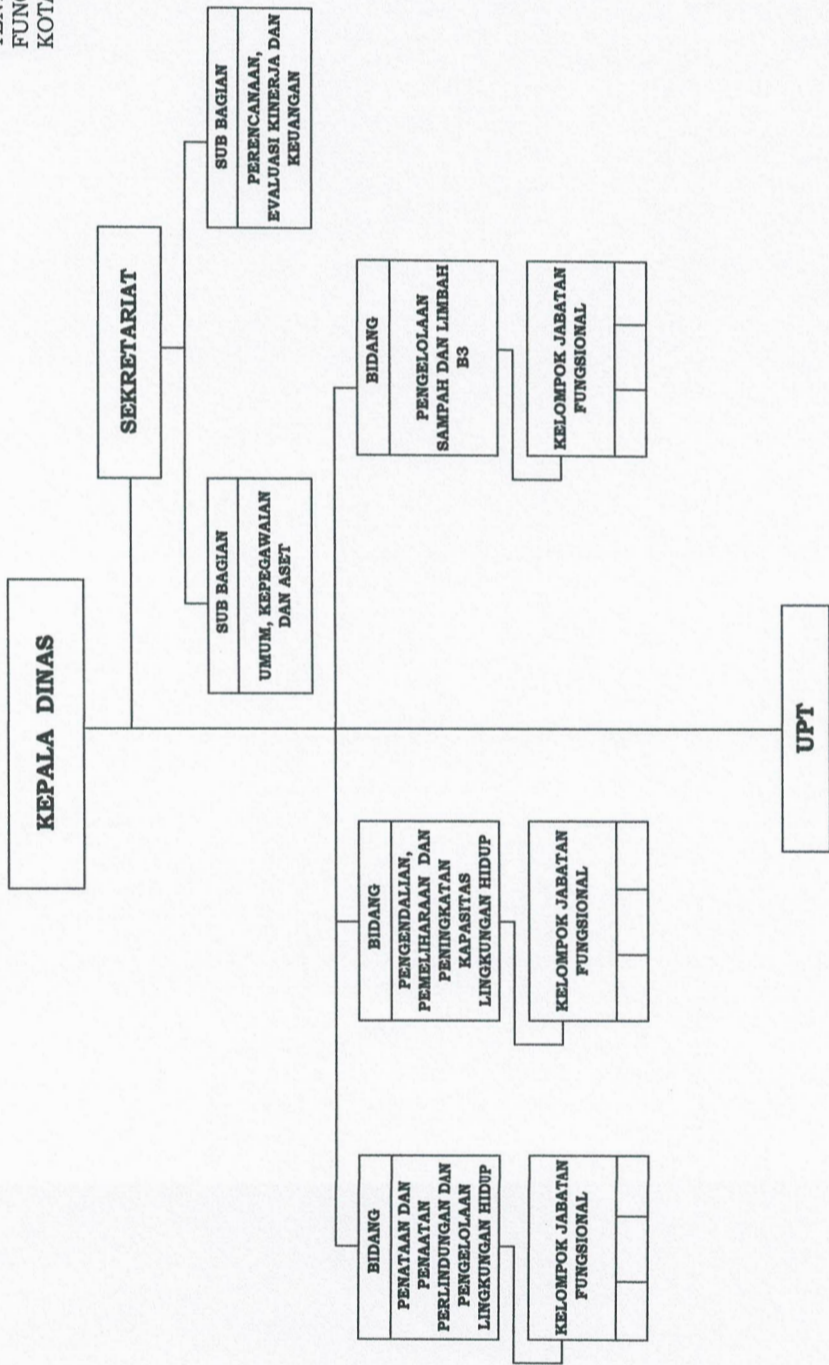 FUNG
KOTA
KEPALA DINAS
SEKRETARIAT
SUB BAGIAN
UMUM, KEPEGAWAIAN
DAN ASET
SUB BAGIAN
PERENCANAAN,
EVALUASI KINERJA DAN
KEUANGAN
BIDANG
PENATAAN DAN
PENAATAN
PERLINDUNGAN DAN
PENGELOLAAN
LINGKUNGAN HIDUP
KELOMPOK JABATAN
FUNGSIONAL
BIDANG
PENGENDALIAN,
PEMELIHARAAN DAN
PENINGKATAN
KAPASITAS
LINGKUNGAN HIDUP
KELOMPOK JABATAN
FUNGSIONAL
BIDANG
PENGELOLAAN
SAMPAH DAN LIMBAH
B3
KELOMPOK JABATAN
FUNGSIONAL
UPT